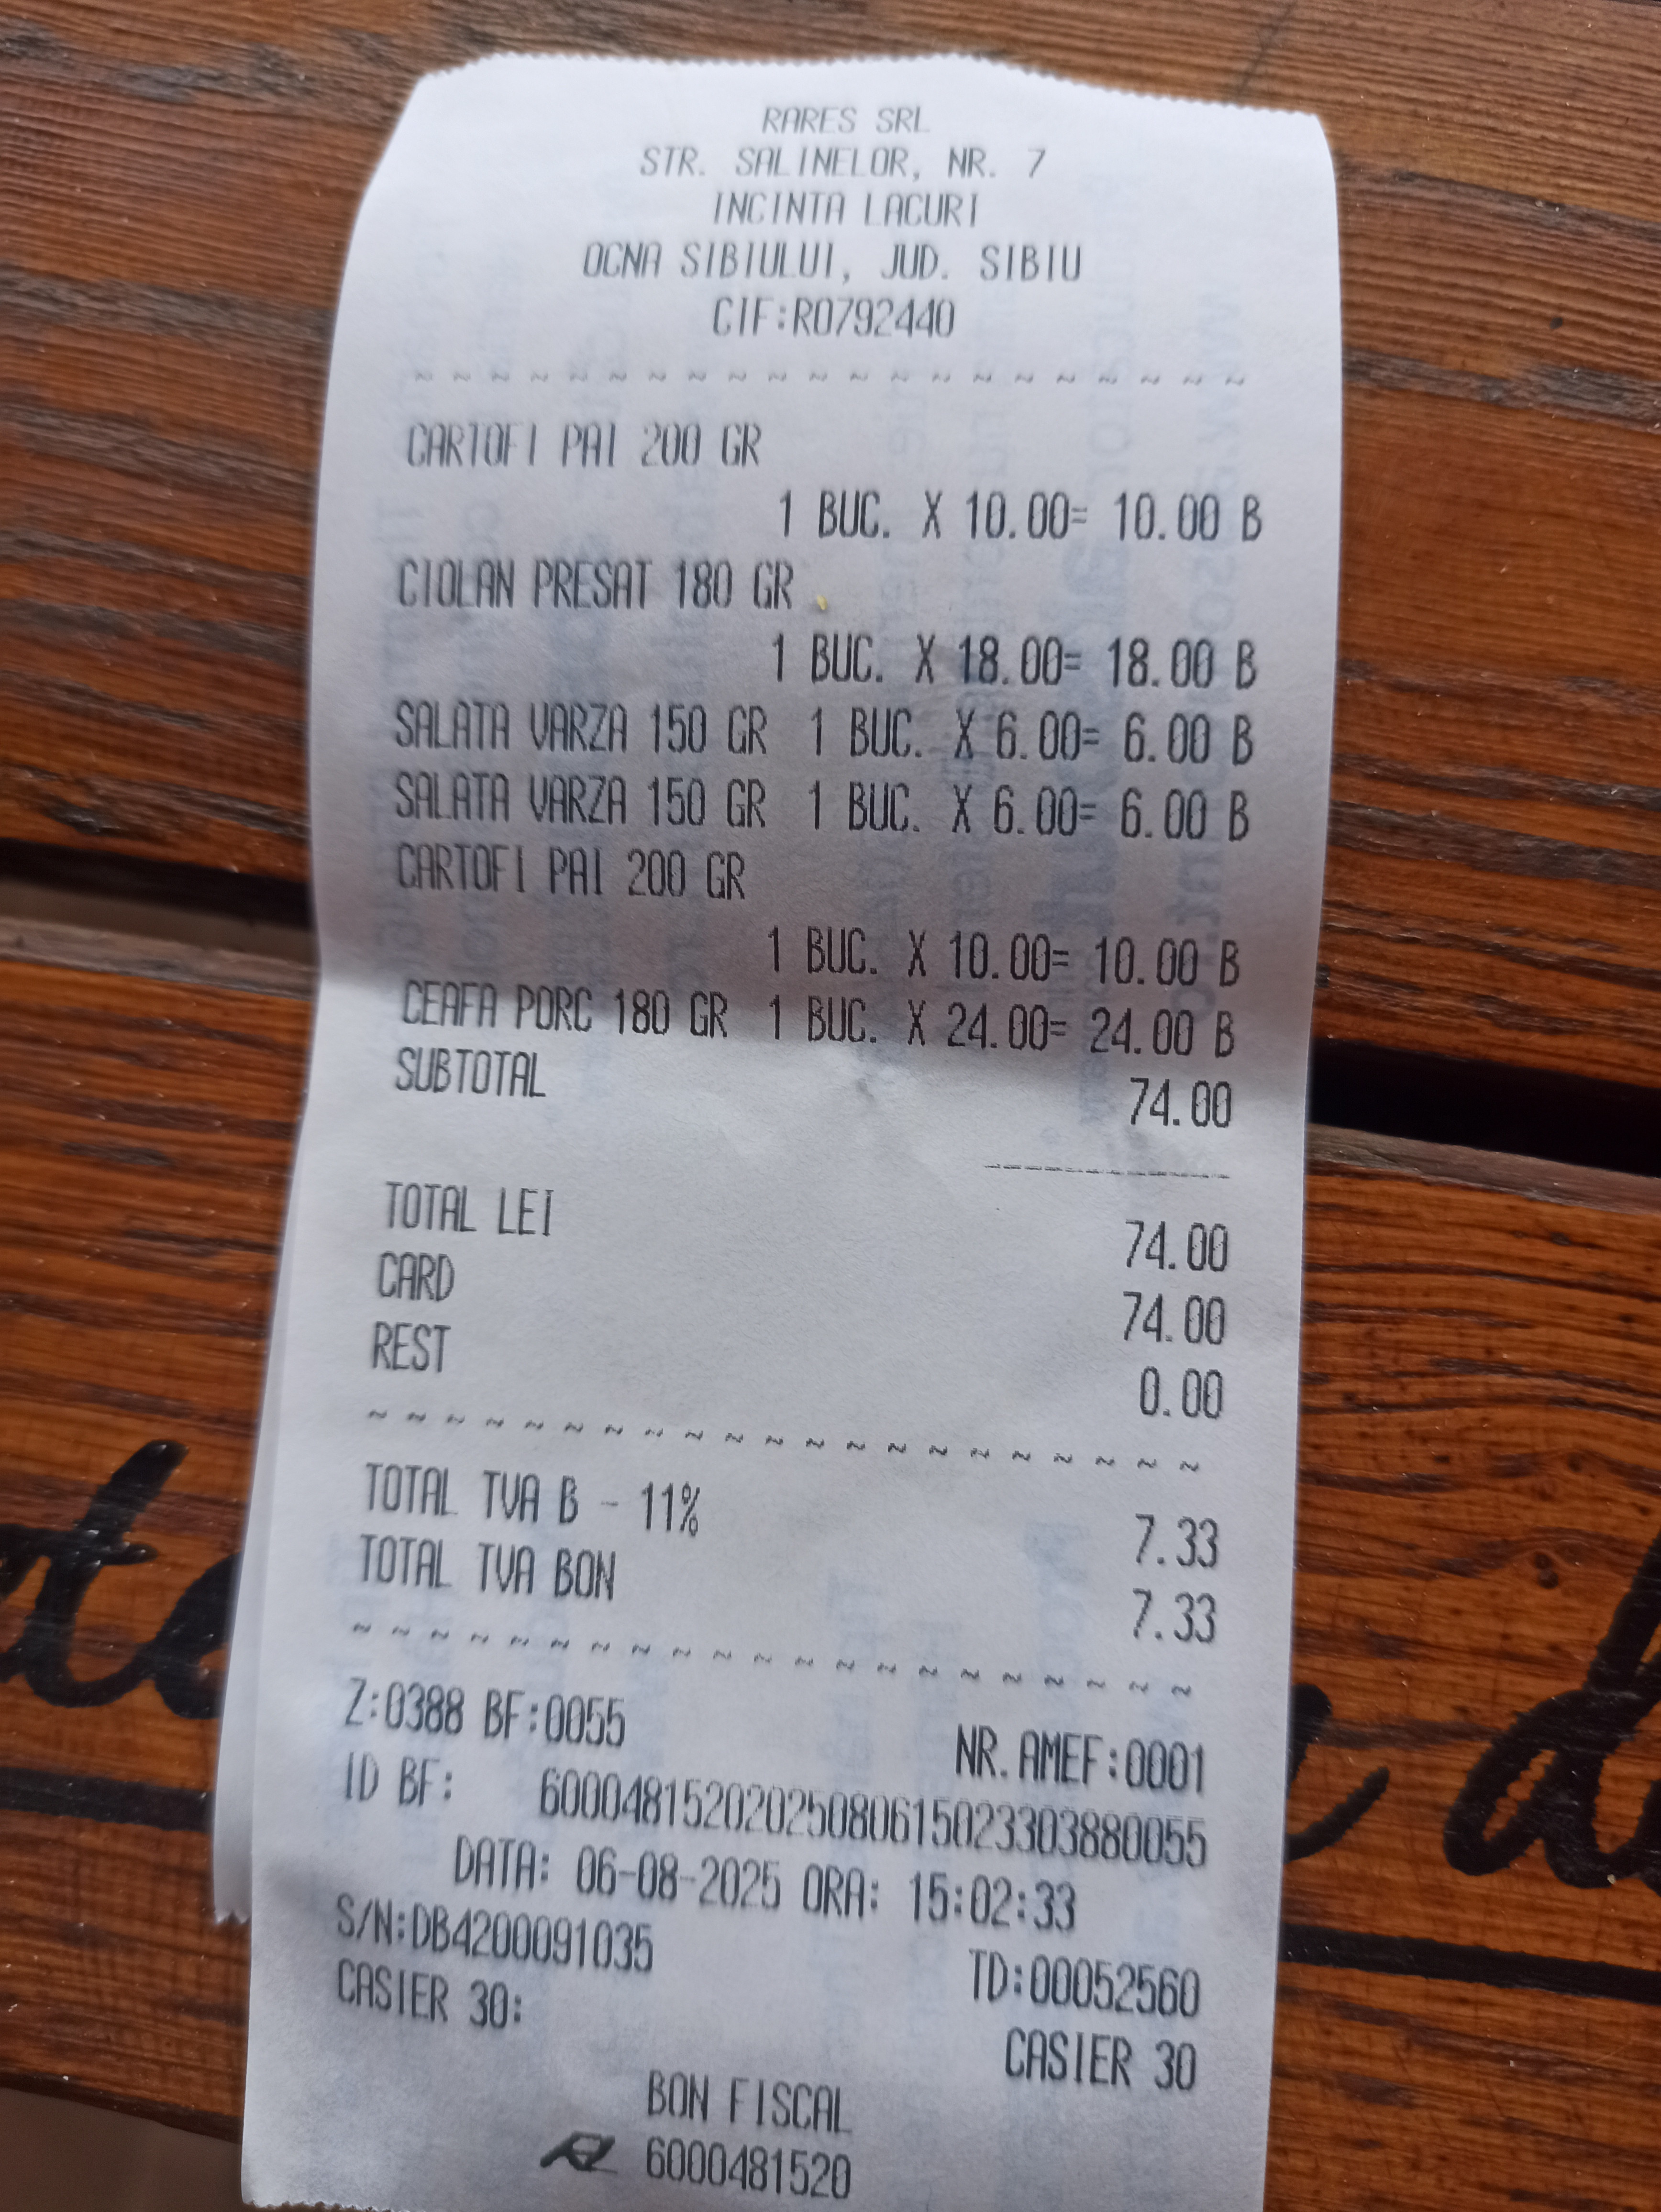 RARES SRL
STR. SALINELOR, NR. 7
INCINTA LACURI
OCNA SIBIULUI, JUD. SIBIU
CIF:RO792440
~ ~ ~ ~ ~ ~ ~ ~ ~ ~ ~ ~ ~ ~ ~ ~ ~ ~ ~ ~ ~
CARTOFI PAI 200 GR
1 BUC. X 10.00= 10.00 B
CIOLAN PRESAT 180 GR
1 BUC. X 18.00= 18.00 B
SALATA VARZA 150 GR 1 BUC. X 6.00= 6.00 B
SALATA VARZA 150 GR 1 BUC. X 6.00= 6.00 B
CARTOFI PAI 200 GR
1 BUC. X 10.00= 10.00 B
CEAFA PORC 180 GR 1 BUC. X 24.00= 24.00 B
SUBTOTAL 74.00
TOTAL LEI 74.00
CARD 74.00
REST 0.00
~ ~ ~ ~ ~ ~ ~ ~ ~ ~ ~ ~ ~ ~ ~ ~ ~ ~ ~ ~ ~
TOTAL TVA B - 11% 7.33
TOTAL TVA BON 7.33
~ ~ ~ ~ ~ ~ ~ ~ ~ ~ ~ ~ ~ ~ ~ ~ ~ ~ ~ ~ ~
Z:0388 BF:0055 NR.AMEF:0001
ID BF: 60004815202025080615023303880055
DATA: 06-08-2025 ORA: 15:02:33
S/N:DB4200091035 TD:00052560
CASIER 30: CASIER 30
BON FISCAL
6000481520